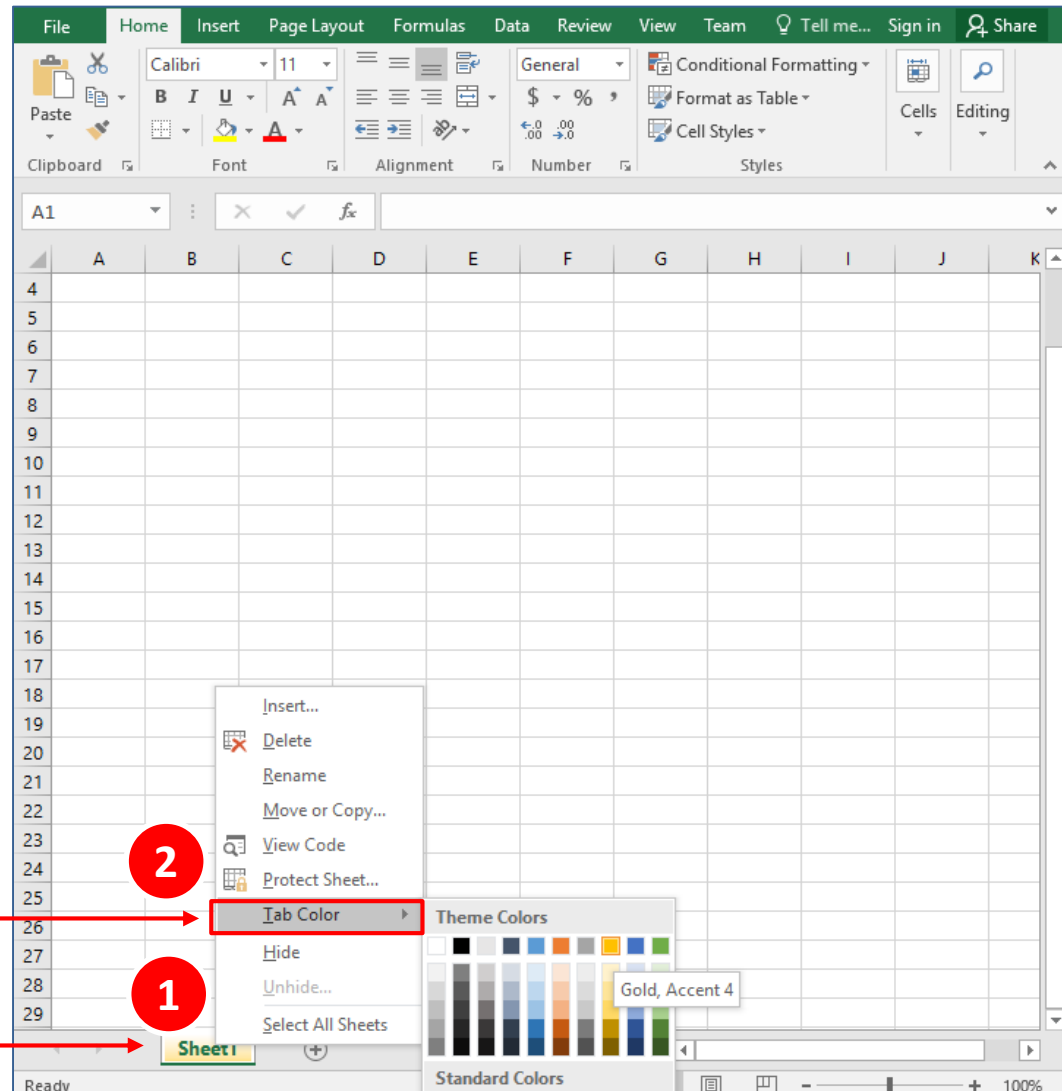 File Home Insert Page Layout Formulas Data Review View Team Tell me... Sign in Share
Calibri 11 General Conditional Formatting
Paste B I U A A $ % , Format as Table Cells Editing
A .0 .00 .00 .0 Cell Styles
Clipboard Font Alignment Number Styles
A1 fx
A B C D E F G H I J K
4
5
6
7
8
9
10
11
12
13
14
15
16
17
18
Insert...
19
Delete
20
Rename
21
22
Move or Copy...
23
View Code
2
24
Protect Sheet...
25
Tab Color Theme Colors
26
27
Hide
28
Unhide... Gold, Accent 4
1
29
Select All Sheets
Sheet1
Standard Colors
Ready 100%